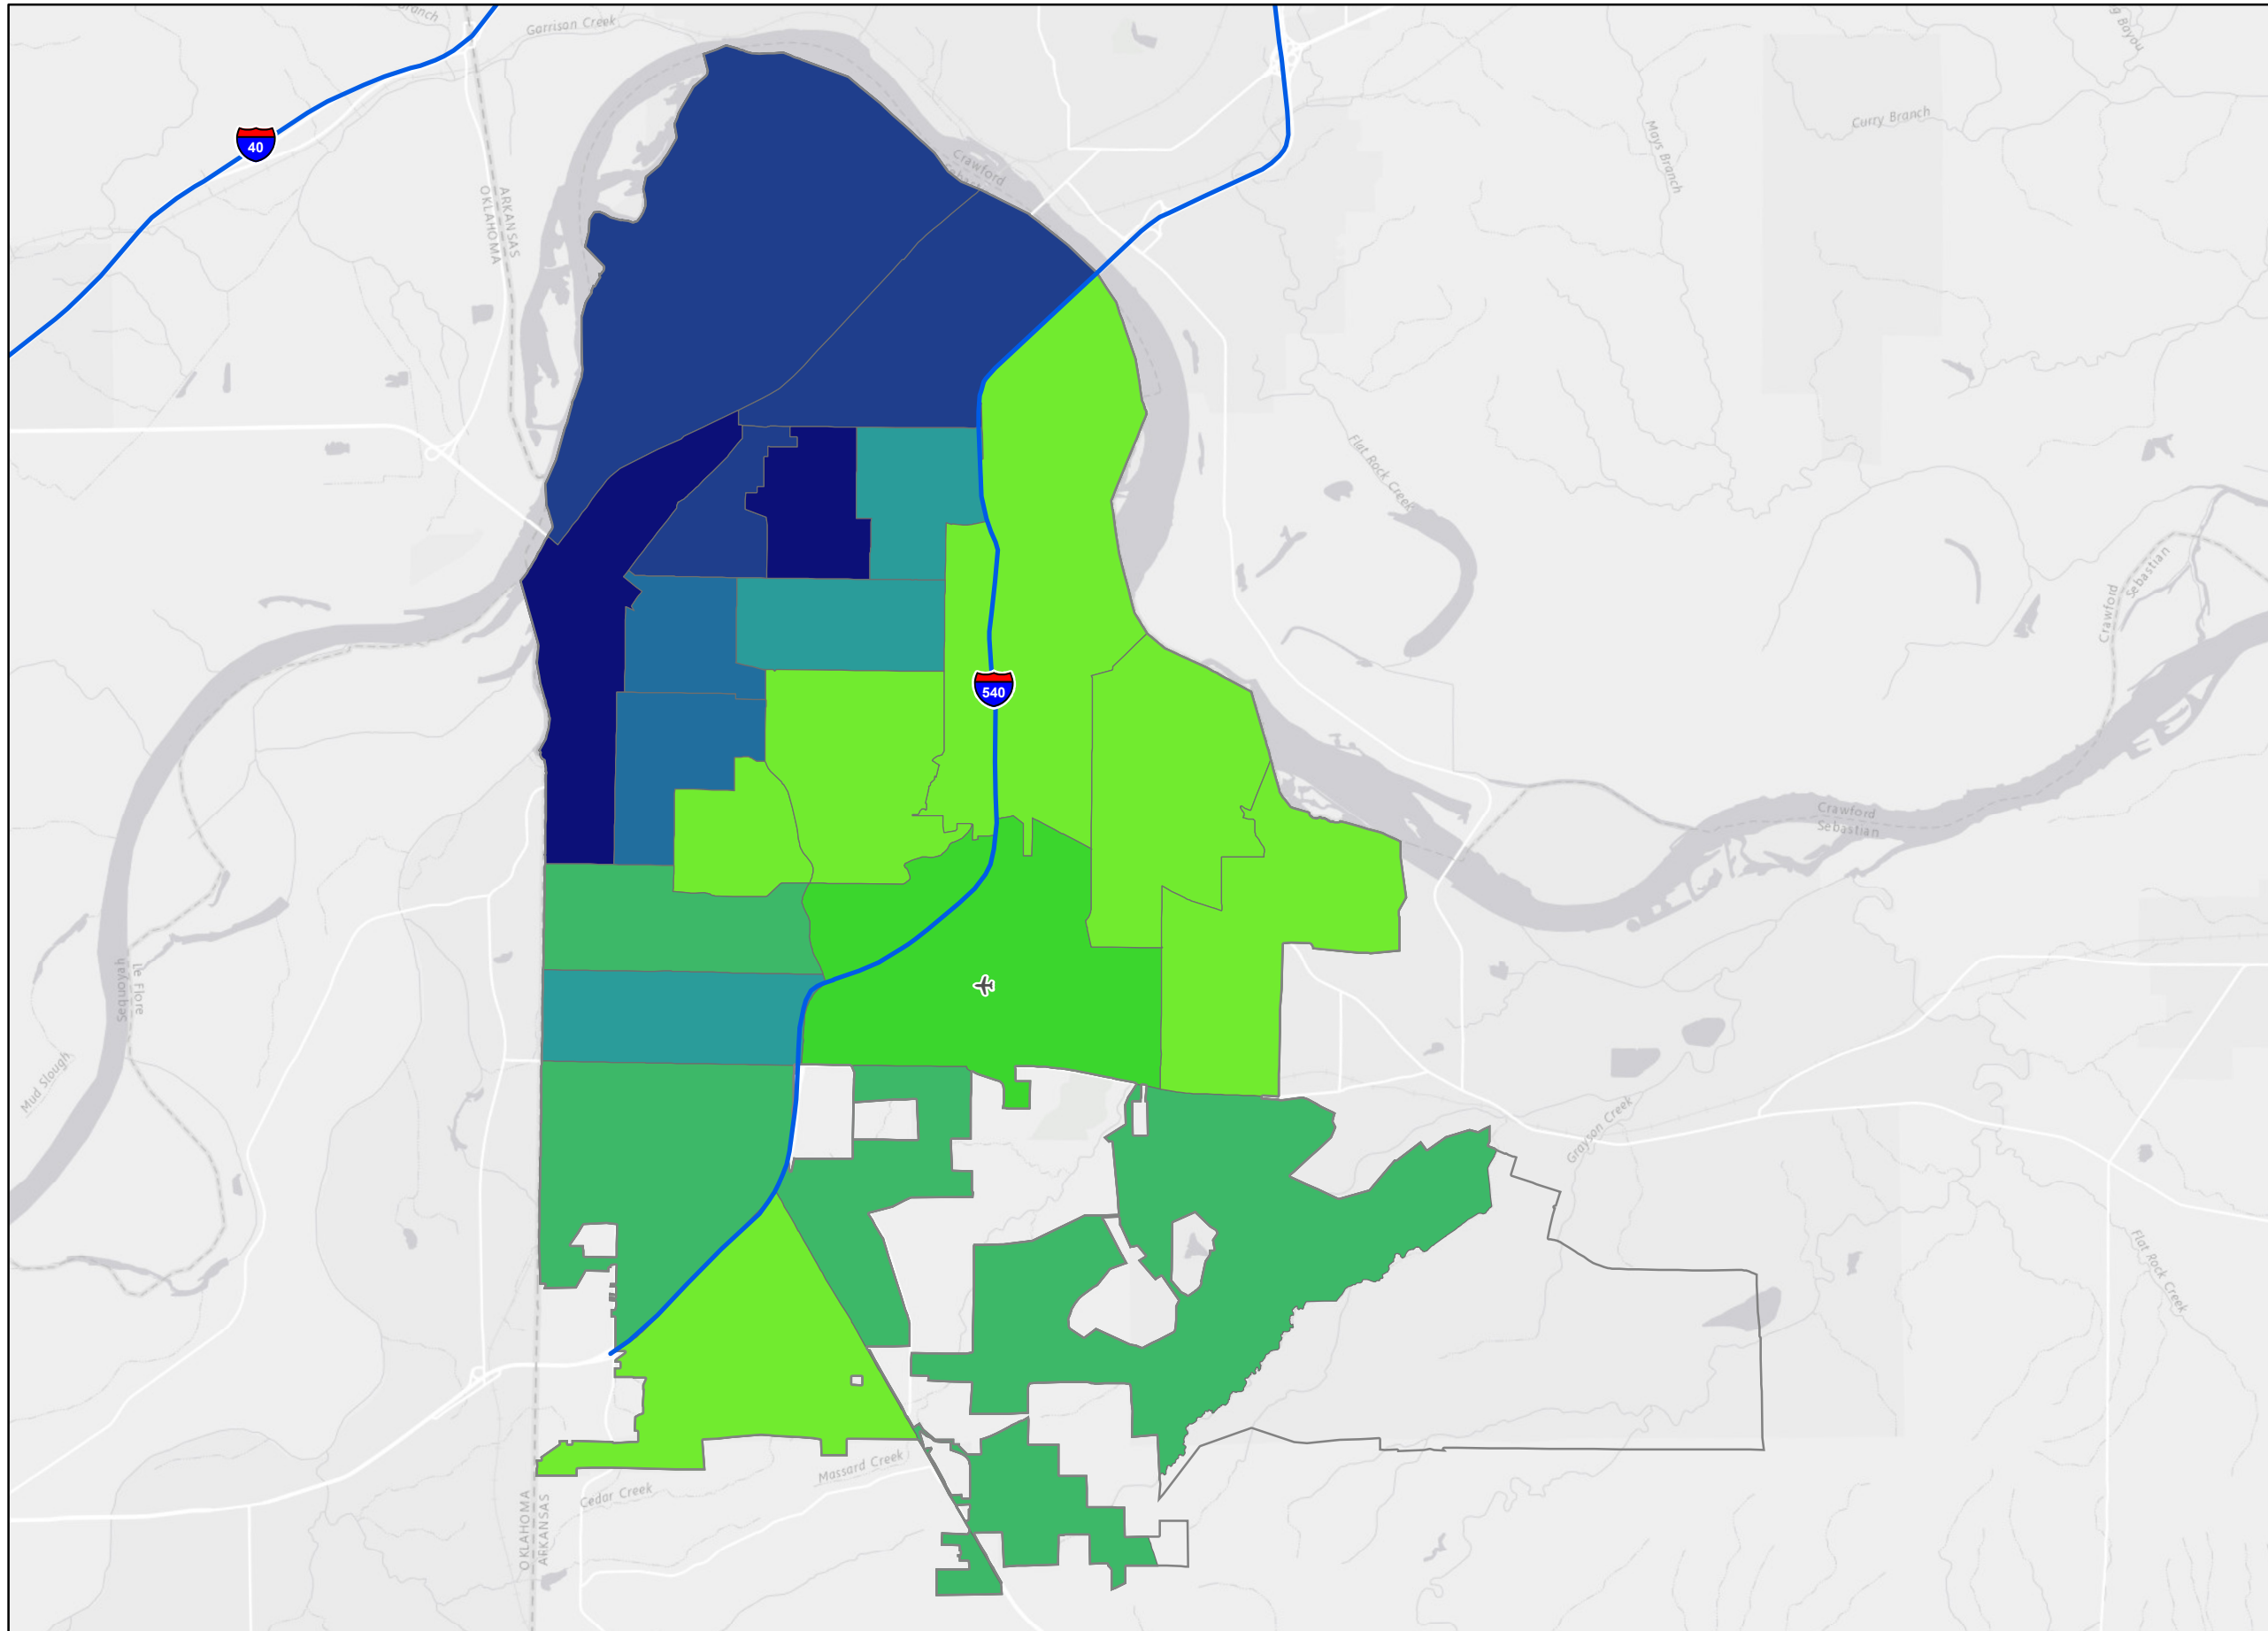 Garrison Creek
Branch
Curry Branch
Mays Branch
40
ARKANSAS
OKLAHOMA
Crawford
Flat Rock Creek
Crawford
Sebastian
540
Crawford
Sebastian
Sequoyah
Le Flore
Mud Slough
Grayson Creek
Flat Rock Creek
Massard Creek
Cedar Creek
OKLAHOMA
ARKANSAS